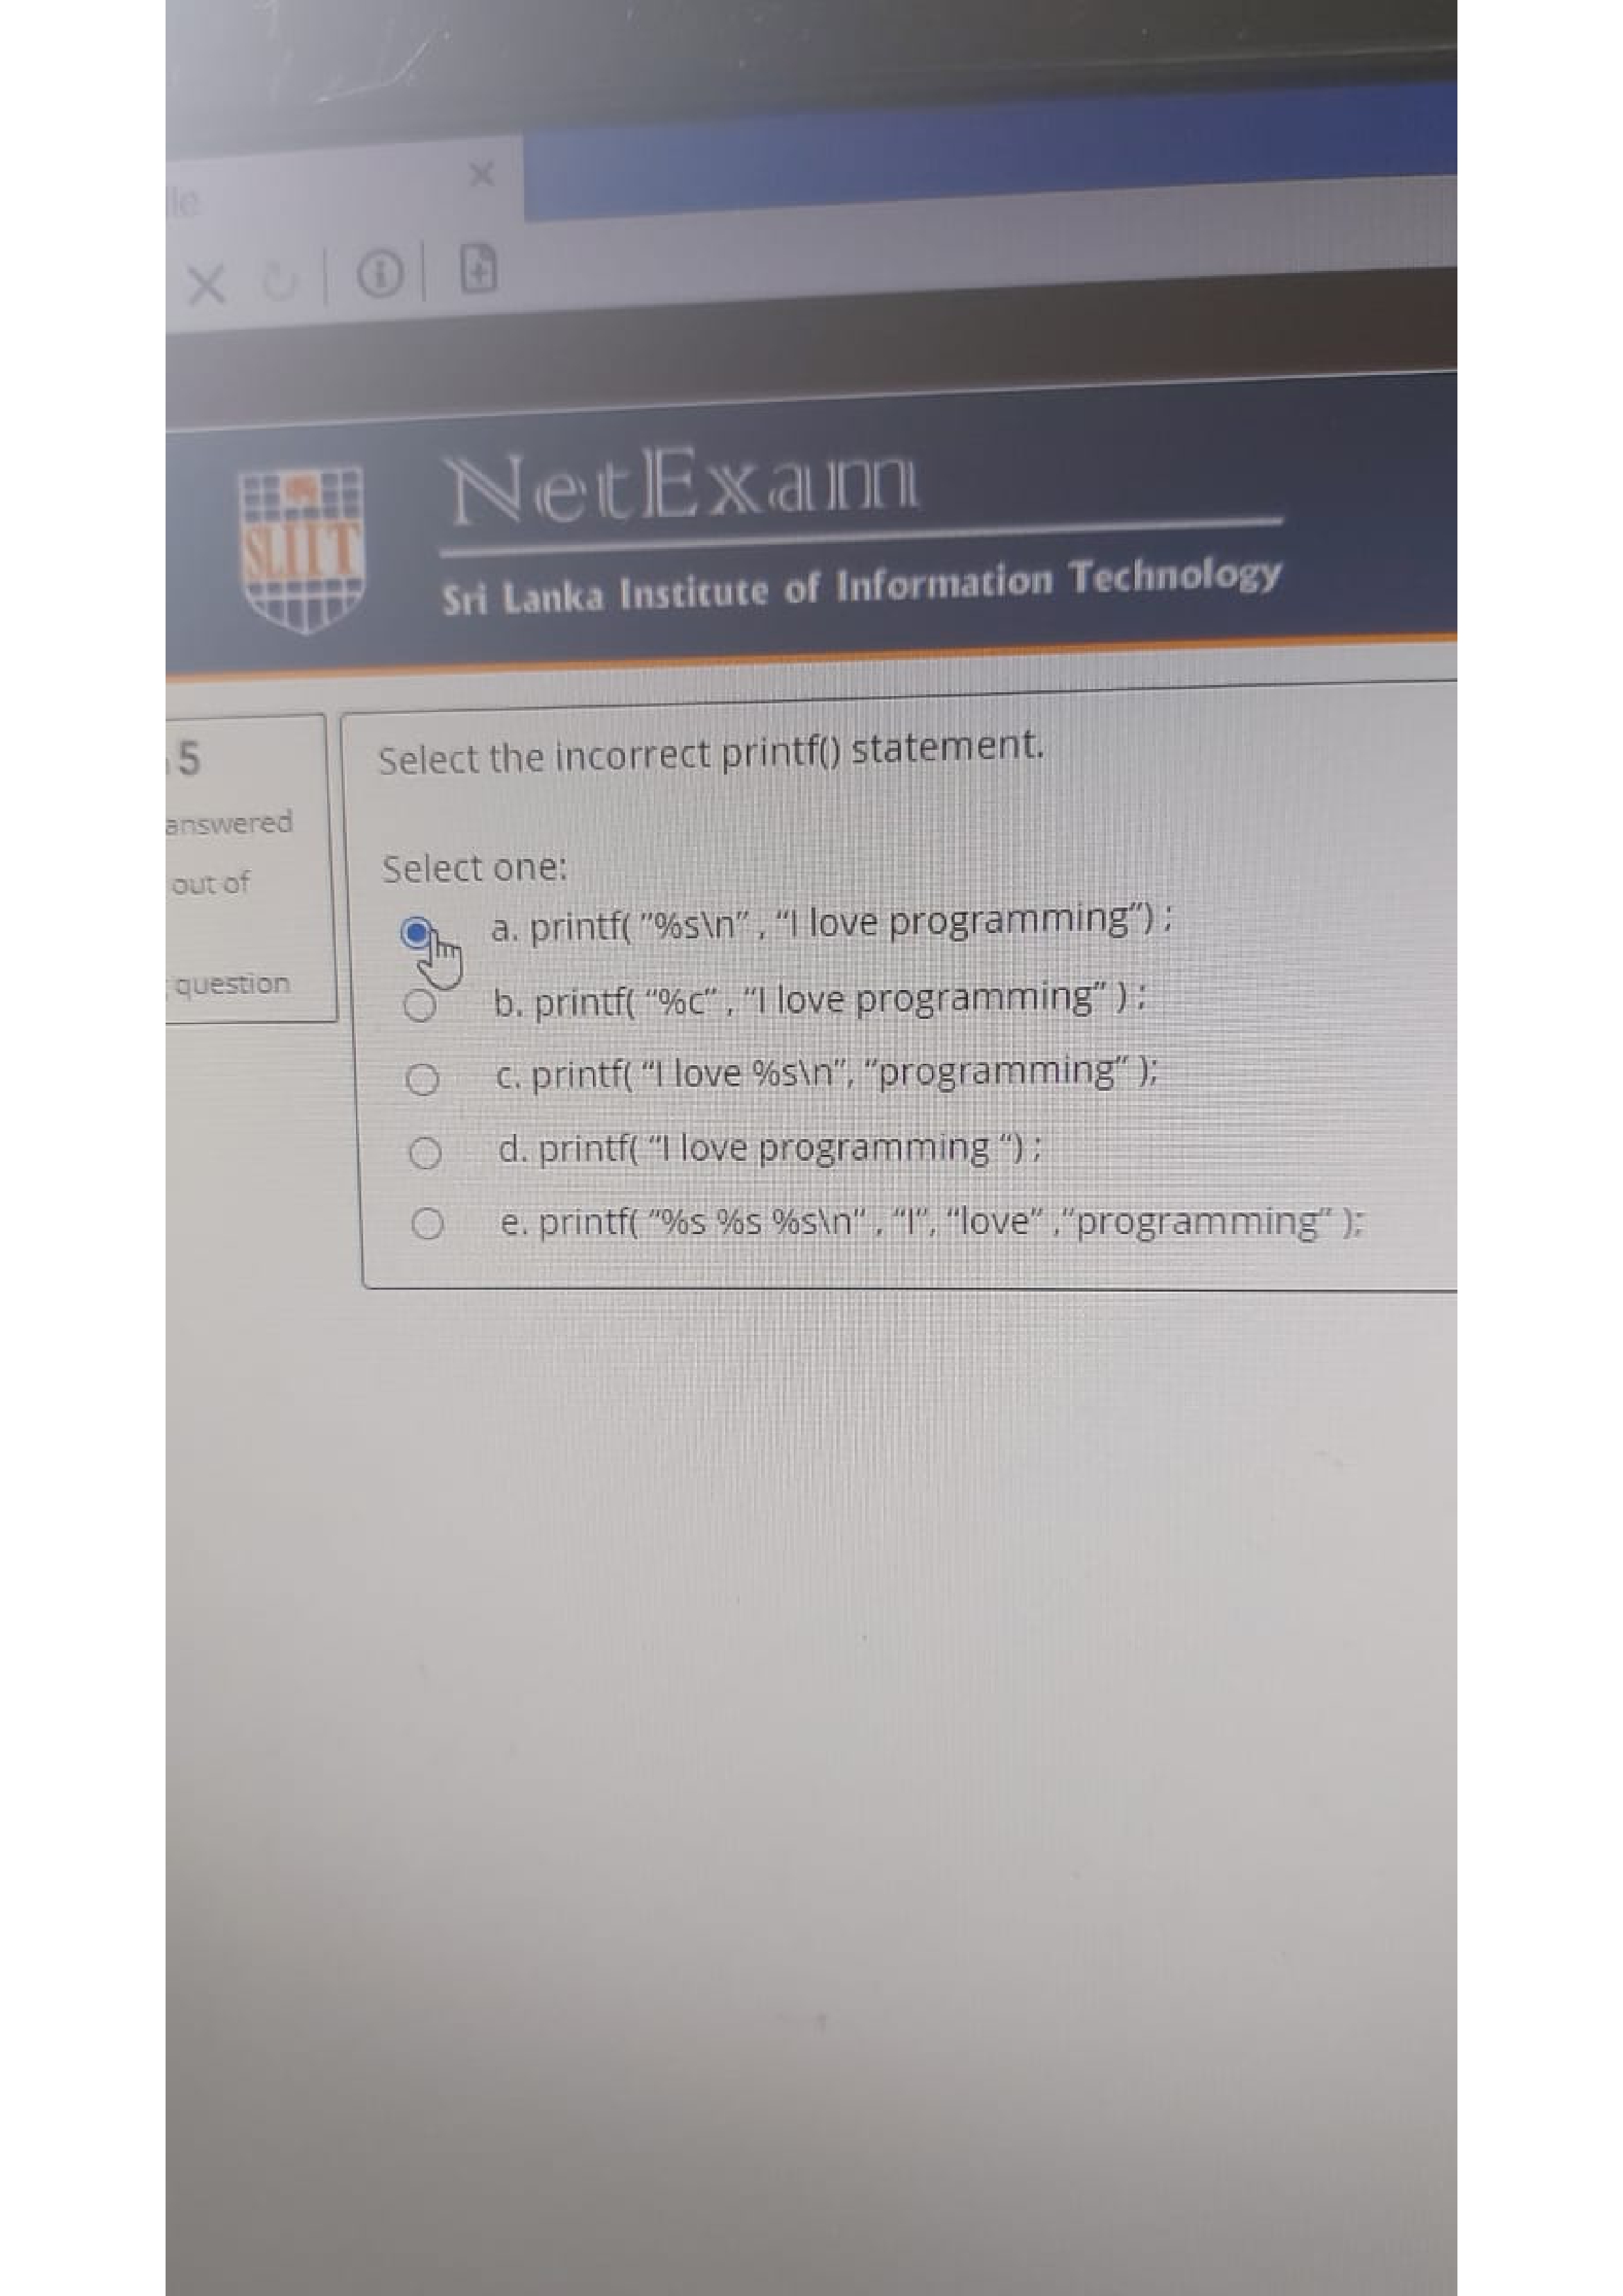 le
NetExam
SLIIT
Sri Lanka Institute of Information Technology
5
answered
out of
question
Select the incorrect printf() statement.
Select one:
a. printf( "%s\n" , "I love programming") ;
b. printf( "%c" , "I love programming" ) ;
c. printf( "I love %s\n", "programming" );
d. printf( "I love programming ") ;
e. printf( "%s %s %s\n" , "I", "love" ,"programming" );